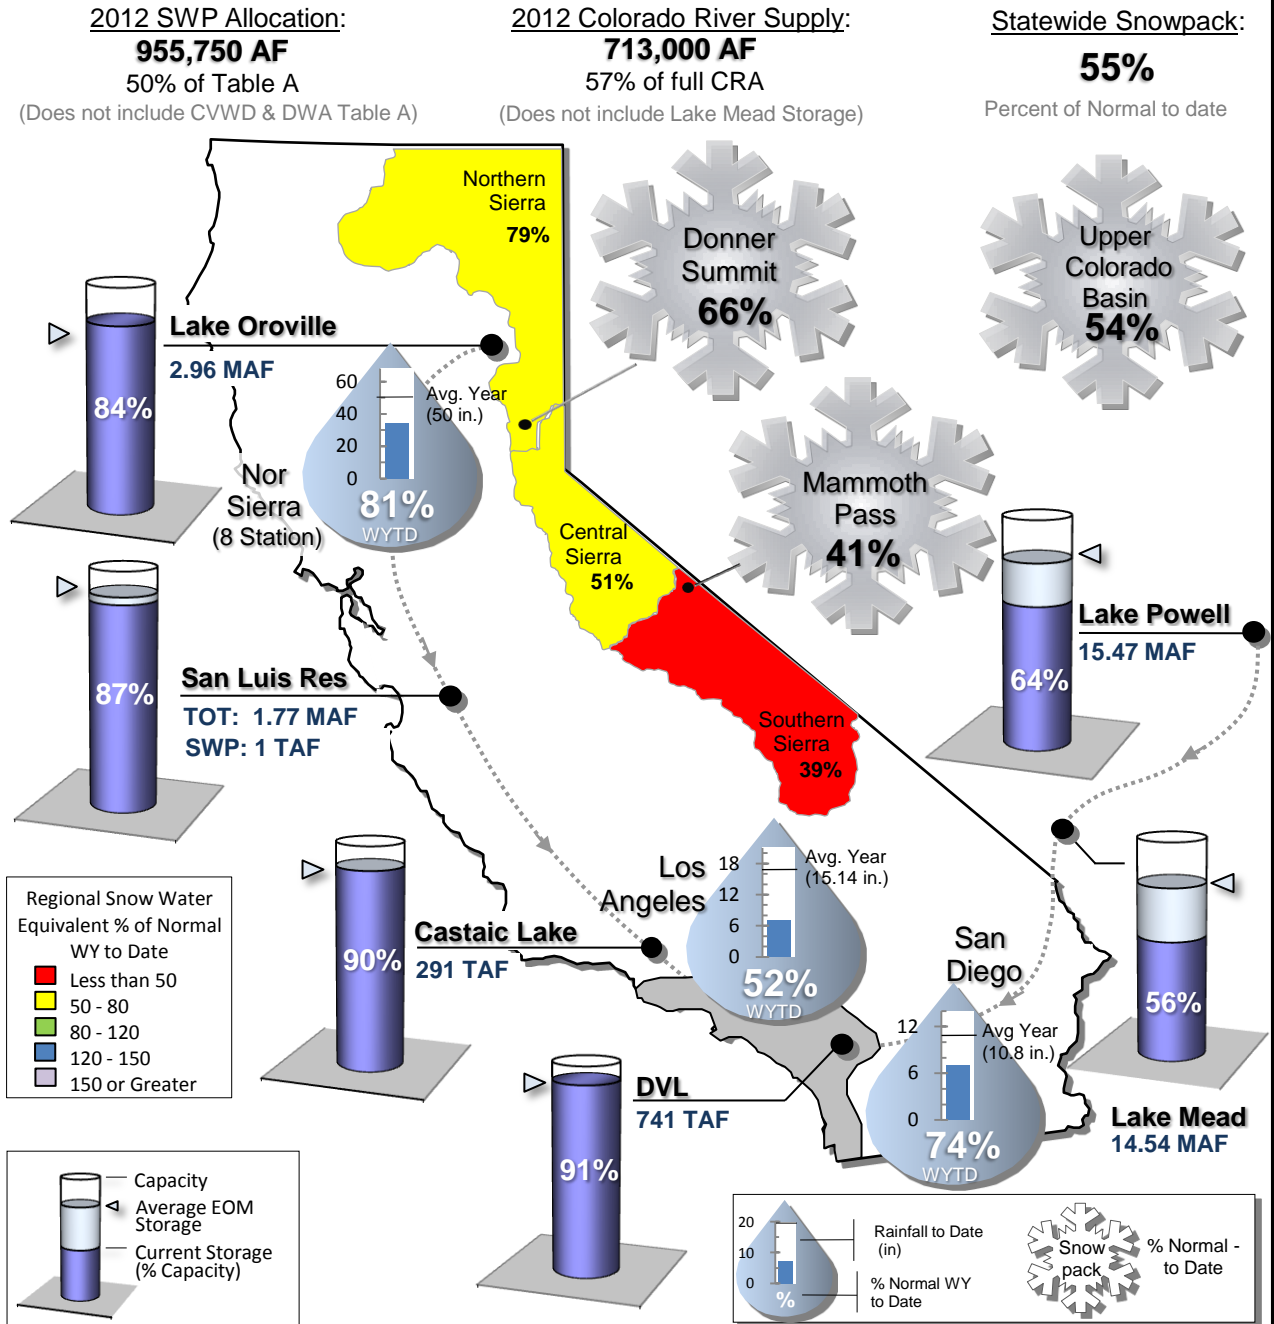 2012 SWP Allocation:
955,750 AF
50% of Table A
(Does not include CVWD & DWA Table A)
2012 Colorado River Supply:
713,000 AF
57% of full CRA
(Does not include Lake Mead Storage)
Statewide Snowpack:
55%
Percent of Normal to date
Northern
Sierra
79%
Donner
Summit
66%
Upper
Colorado
Basin
54%
Lake Oroville
2.96 MAF
84%
60
40
20
0
Avg. Year
(50 in.)
81%
WYTD
Nor
Sierra
(8 Station)
Mammoth
Pass
41%
Central
Sierra
51%
Lake Powell
15.47 MAF
64%
San Luis Res
TOT: 1.77 MAF
SWP: 1 TAF
87%
Southern
Sierra
39%
Regional Snow Water
Equivalent % of Normal
WY to Date
Less than 50
50 - 80
80 - 120
120 - 150
150 or Greater
Castaic Lake
291 TAF
90%
Los
Angeles
18
12
6
0
Avg. Year
(15.14 in.)
52%
WYTD
San
Diego
12
6
0
Avg Year
(10.8 in.)
74%
WYTD
56%
Lake Mead
14.54 MAF
DVL
741 TAF
91%
Capacity
Average EOM
Storage
Current Storage
(% Capacity)
20
10
0
%
Rainfall to Date
(in)
% Normal WY
to Date
Snow
pack
% Normal -
to Date